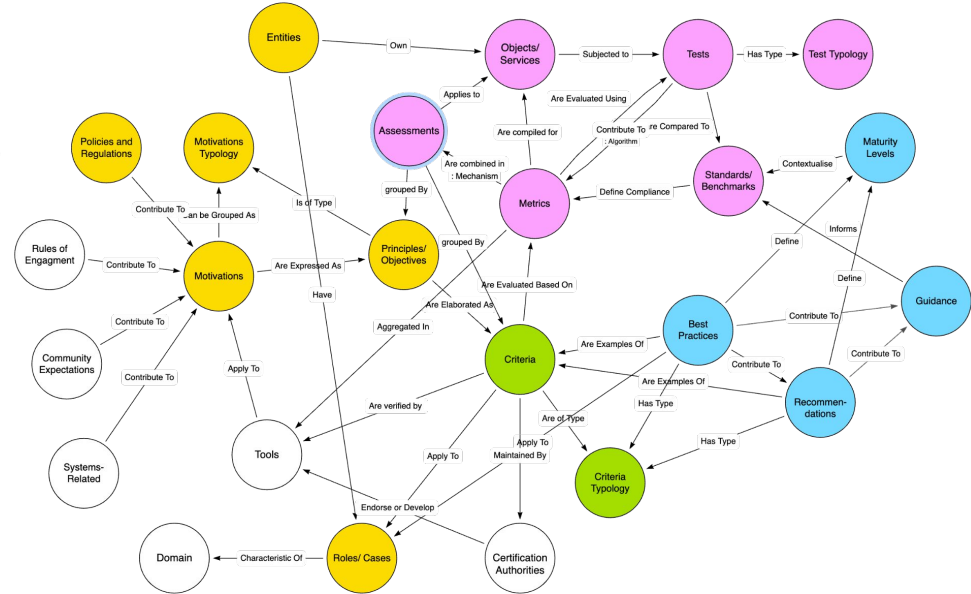 Entities
Own
Objects/
Services
Subjected to
Tests
Has Type
Test Typology
Applies to
Are Evaluated Using
Policies and
Regulations
Motivations
Typology
Assessments
Are compiled for
Contribute To
: Algorithm
re Compared To
Maturity
Levels
Are combined in
: Mechanism
Contextualise
grouped By
Standards/
Benchmarks
Define Compliance
Metrics
Is of Type
Contribute To
an be Grouped As
Rules of
Engagment
Contribute To
Principles/
Objectives
grouped By
Define
Informs
Motivations
Are Expressed As
Define
Have
Are Evaluated Based On
Are Elaborated As
Guidance
Contribute To
Aggregated In
Best
Practices
Contribute To
Community
Expectations
Criteria
Are Examples Of
Contribute To
Contribute To
Apply To
Contribute To
Are Examples Of
Recommen-
dations
Are verified by
Has Type
Are of Type
Has Type
Apply To
Tools
Apply To
Maintained By
Systems-
Related
Criteria
Typology
Endorse or Develop
Domain
Characteristic Of
Roles/ Cases
Certification
Authorities